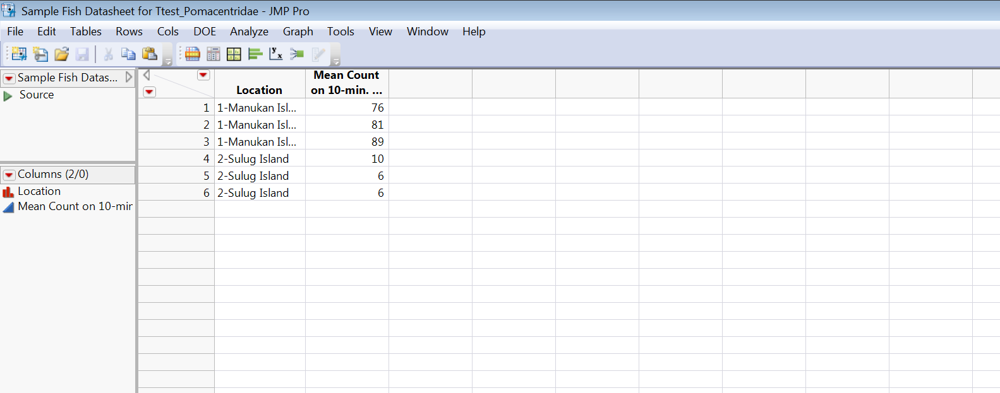 Sample Fish Datasheet for Ttest_Pomacentridae - JMP Pro
File Edit Tables Rows Cols DOE Analyze Graph Tools View Window Help
Sample Fish Datas...
Source
Columns (2/0)
Location
Mean Count on 10-mir
Location Mean Count on 10-min. ...
1 1-Manukan Isl... 76
2 1-Manukan Isl... 81
3 1-Manukan Isl... 89
4 2-Sulug Island 10
5 2-Sulug Island 6
6 2-Sulug Island 6